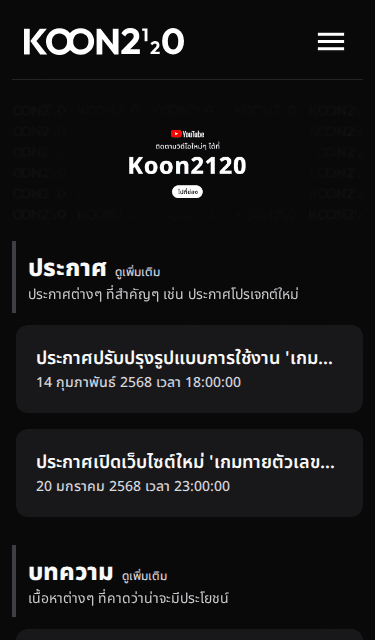 KOON2120
YouTube
ติดตามวิดีโอใหม่ๆ ได้ที่
Koon2120
ไปที่ช่อง
ประกาศ ดูเพิ่มเติม
ประกาศต่างๆ ที่สำคัญๆ เช่น ประกาศโปรเจกต์ใหม่
ประกาศปรับปรุงรูปแบบการใช้งาน 'เกม...
14 กุมภาพันธ์ 2568 เวลา 18:00:00
ประกาศเปิดเว็บไซต์ใหม่ 'เกมทายตัวเลข...
20 มกราคม 2568 เวลา 23:00:00
บทความ ดูเพิ่มเติม
เนื้อหาต่างๆ ที่คาดว่าน่าจะมีประโยชน์